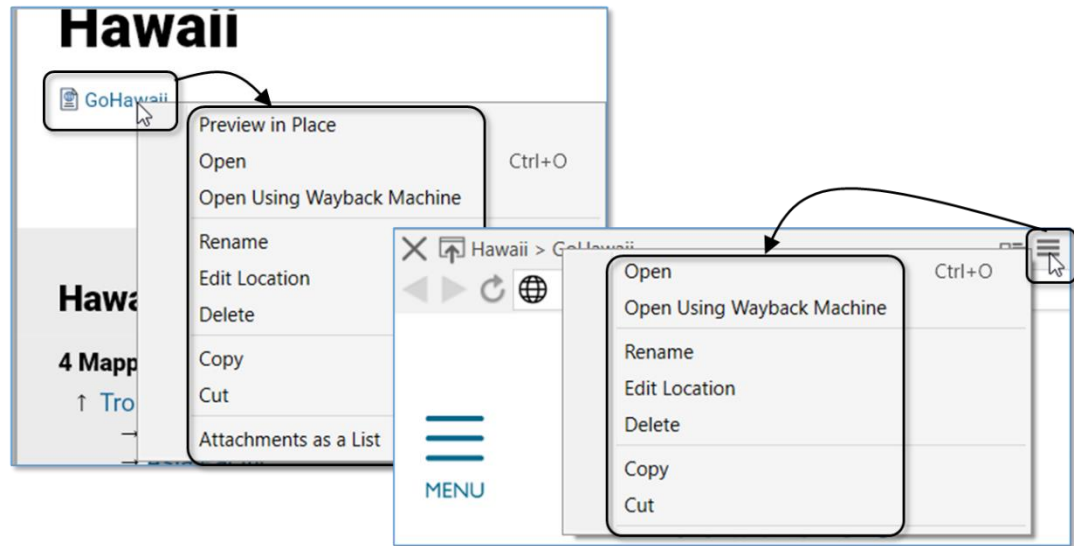 Hawaii
GoHawaii
Preview in Place
Open Ctrl+O
Open Using Wayback Machine
Rename
Edit Location
Delete
Copy
Cut
Attachments as a List
Hawa
4 Mapp
↑ Tro
→
→
Hawaii > GoHawaii
Open Ctrl+O
Open Using Wayback Machine
Rename
Edit Location
Delete
Copy
Cut
MENU